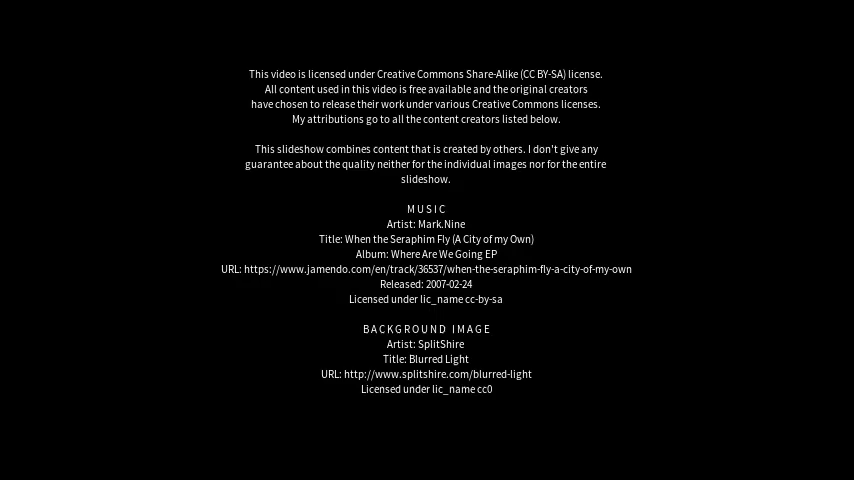 This video is licensed under Creative Commons Share-Alike (CC BY-SA) license.
All content used in this video is free available and the original creators
have chosen to release their work under various Creative Commons licenses.
My attributions go to all the content creators listed below.
This slideshow combines content that is created by others. I don't give any
guarantee about the quality neither for the individual images nor for the entire
slideshow.
MUSIC
Artist: Mark.Nine
Title: When the Seraphim Fly (A City of my Own)
Album: Where Are We Going EP
URL: https://www.jamendo.com/en/track/36537/when-the-seraphim-fly-a-city-of-my-own
Released: 2007-02-24
Licensed under lic_name cc-by-sa
BACKGROUND IMAGE
Artist: SplitShire
Title: Blurred Light
URL: http://www.splitshire.com/blurred-light
Licensed under lic_name cc0